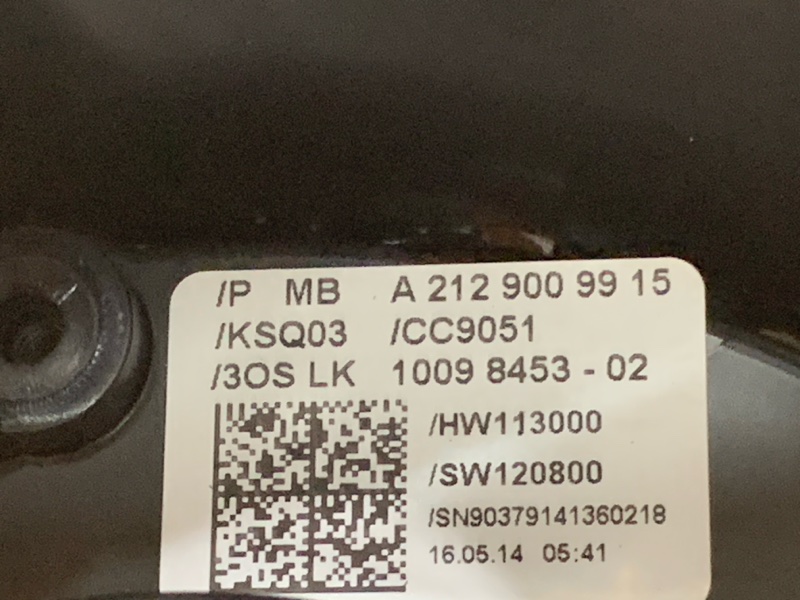 /P MB A 212 900 99 15
/KSQ03 /CC9051
/3OS LK 1009 8453 - 02
/HW113000
/SW120800
/SN90379141360218
16.05.14 05:41